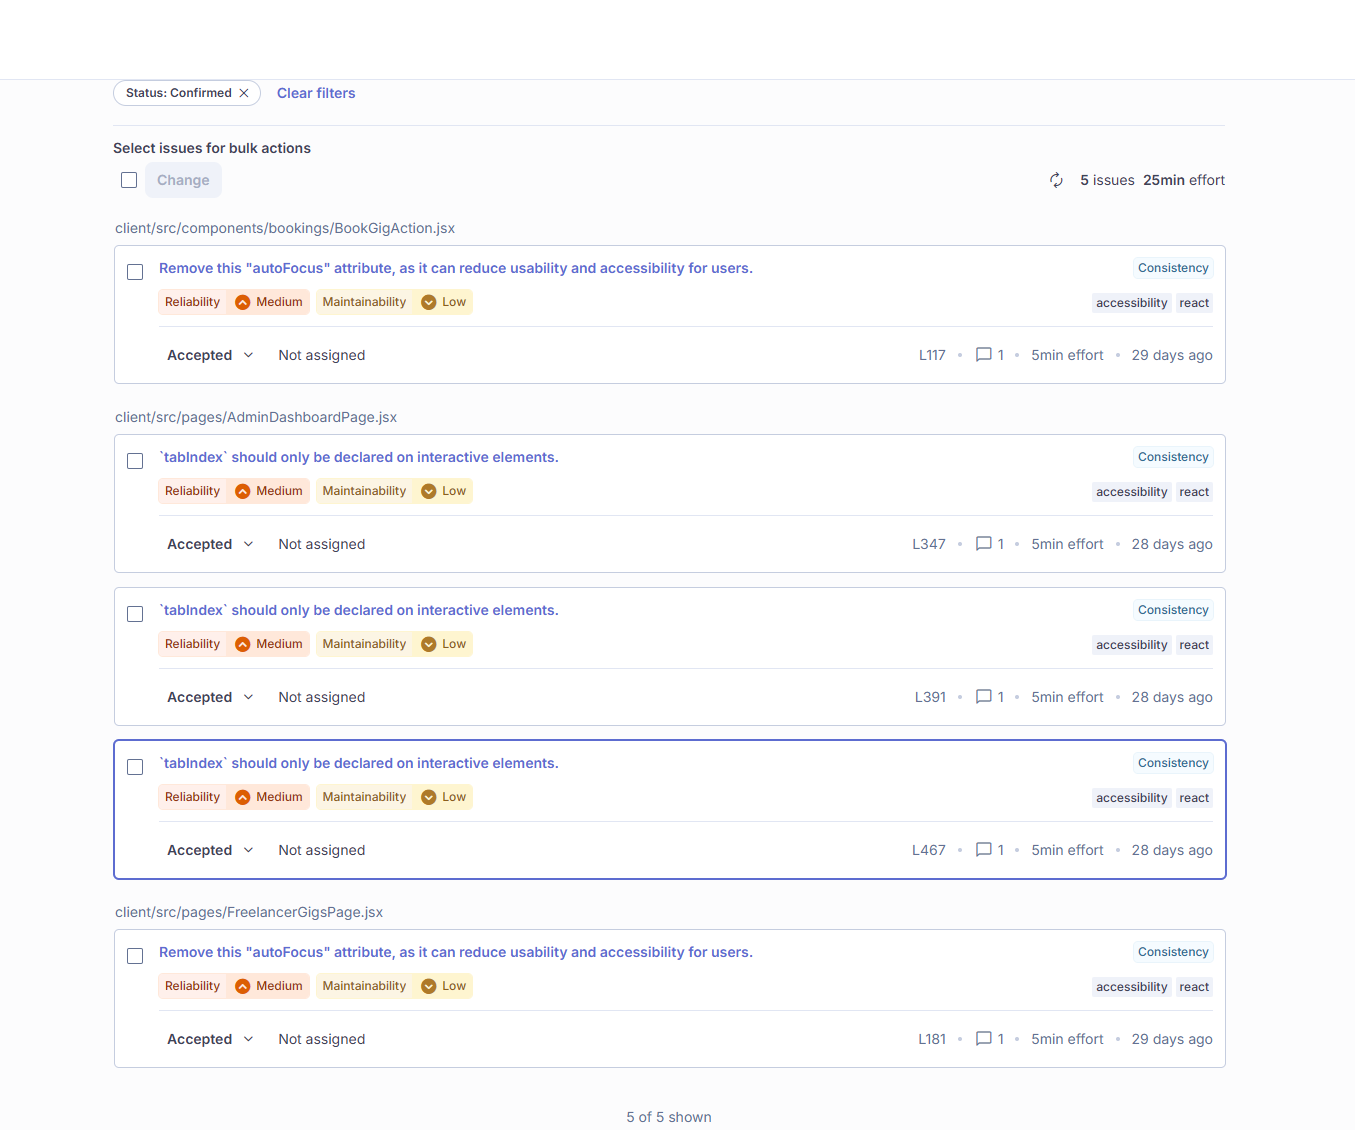 Status: Confirmed
Clear filters
Select issues for bulk actions
Change
5 issues 25min effort
client/src/components/bookings/BookGigAction.jsx
Remove this "autoFocus" attribute, as it can reduce usability and accessibility for users.
Consistency
Reliability Medium Maintainability Low
accessibility react
Accepted Not assigned
L117 • 1 • 5min effort • 29 days ago
client/src/pages/AdminDashboardPage.jsx
`tabIndex` should only be declared on interactive elements.
Consistency
Reliability Medium Maintainability Low
accessibility react
Accepted Not assigned
L347 • 1 • 5min effort • 28 days ago
`tabIndex` should only be declared on interactive elements.
Consistency
Reliability Medium Maintainability Low
accessibility react
Accepted Not assigned
L391 • 1 • 5min effort • 28 days ago
`tabIndex` should only be declared on interactive elements.
Consistency
Reliability Medium Maintainability Low
accessibility react
Accepted Not assigned
L467 • 1 • 5min effort • 28 days ago
client/src/pages/FreelancerGigsPage.jsx
Remove this "autoFocus" attribute, as it can reduce usability and accessibility for users.
Consistency
Reliability Medium Maintainability Low
accessibility react
Accepted Not assigned
L181 • 1 • 5min effort • 29 days ago
5 of 5 shown